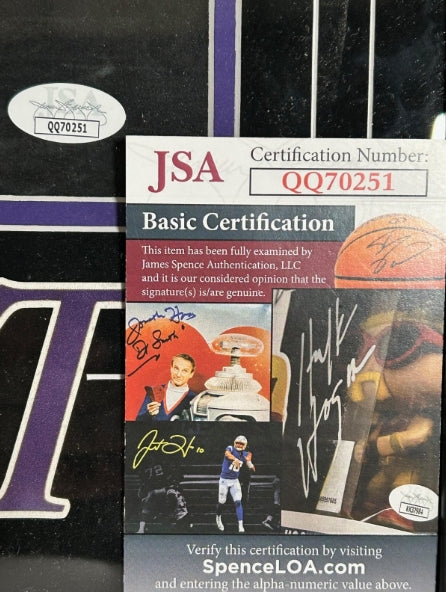 JSA
QQ70251
JSA
Certification Number:
QQ70251
Basic Certification
This item has been fully examined by
James Spence Authentication, LLC
and it is our considered opinion that the
signature(s) is/are genuine.
Hulk
Hogan
Verify this certification by visiting
SpenceLOA.com
and entering the alpha-numeric value above.